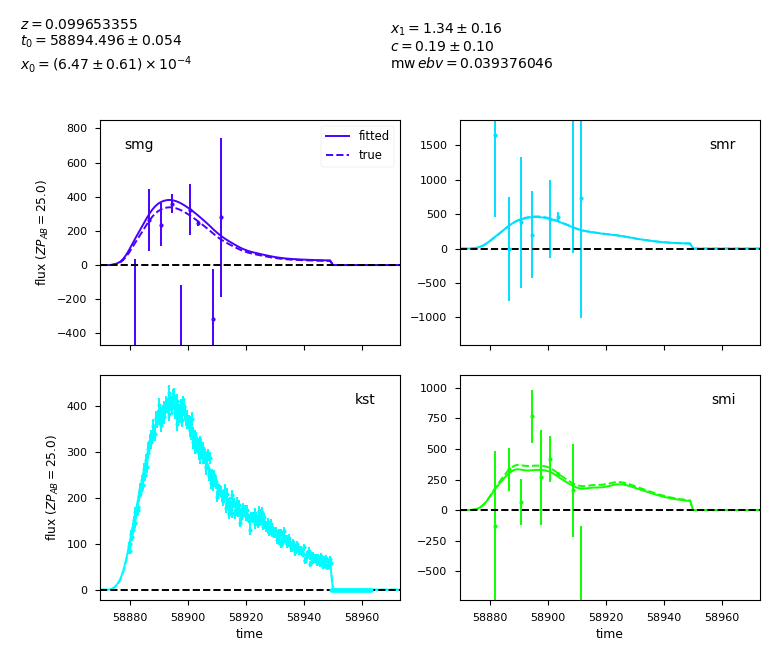 z = 0.099653355
t₀ = 58894.496 ± 0.054
x₀ = (6.47 ± 0.61) × 10⁻⁴
x₁ = 1.34 ± 0.16
c = 0.19 ± 0.10
mw ebv = 0.039376046
smg
fitted
true
800
600
400
200
0
−200
−400
flux (ZP_AB = 25.0)
smr
1500
1000
500
0
−500
−1000
kst
400
300
200
100
0
flux (ZP_AB = 25.0)
58880 58900 58920 58940 58960
time
smi
1000
750
500
250
0
−250
−500
58880 58900 58920 58940 58960
time